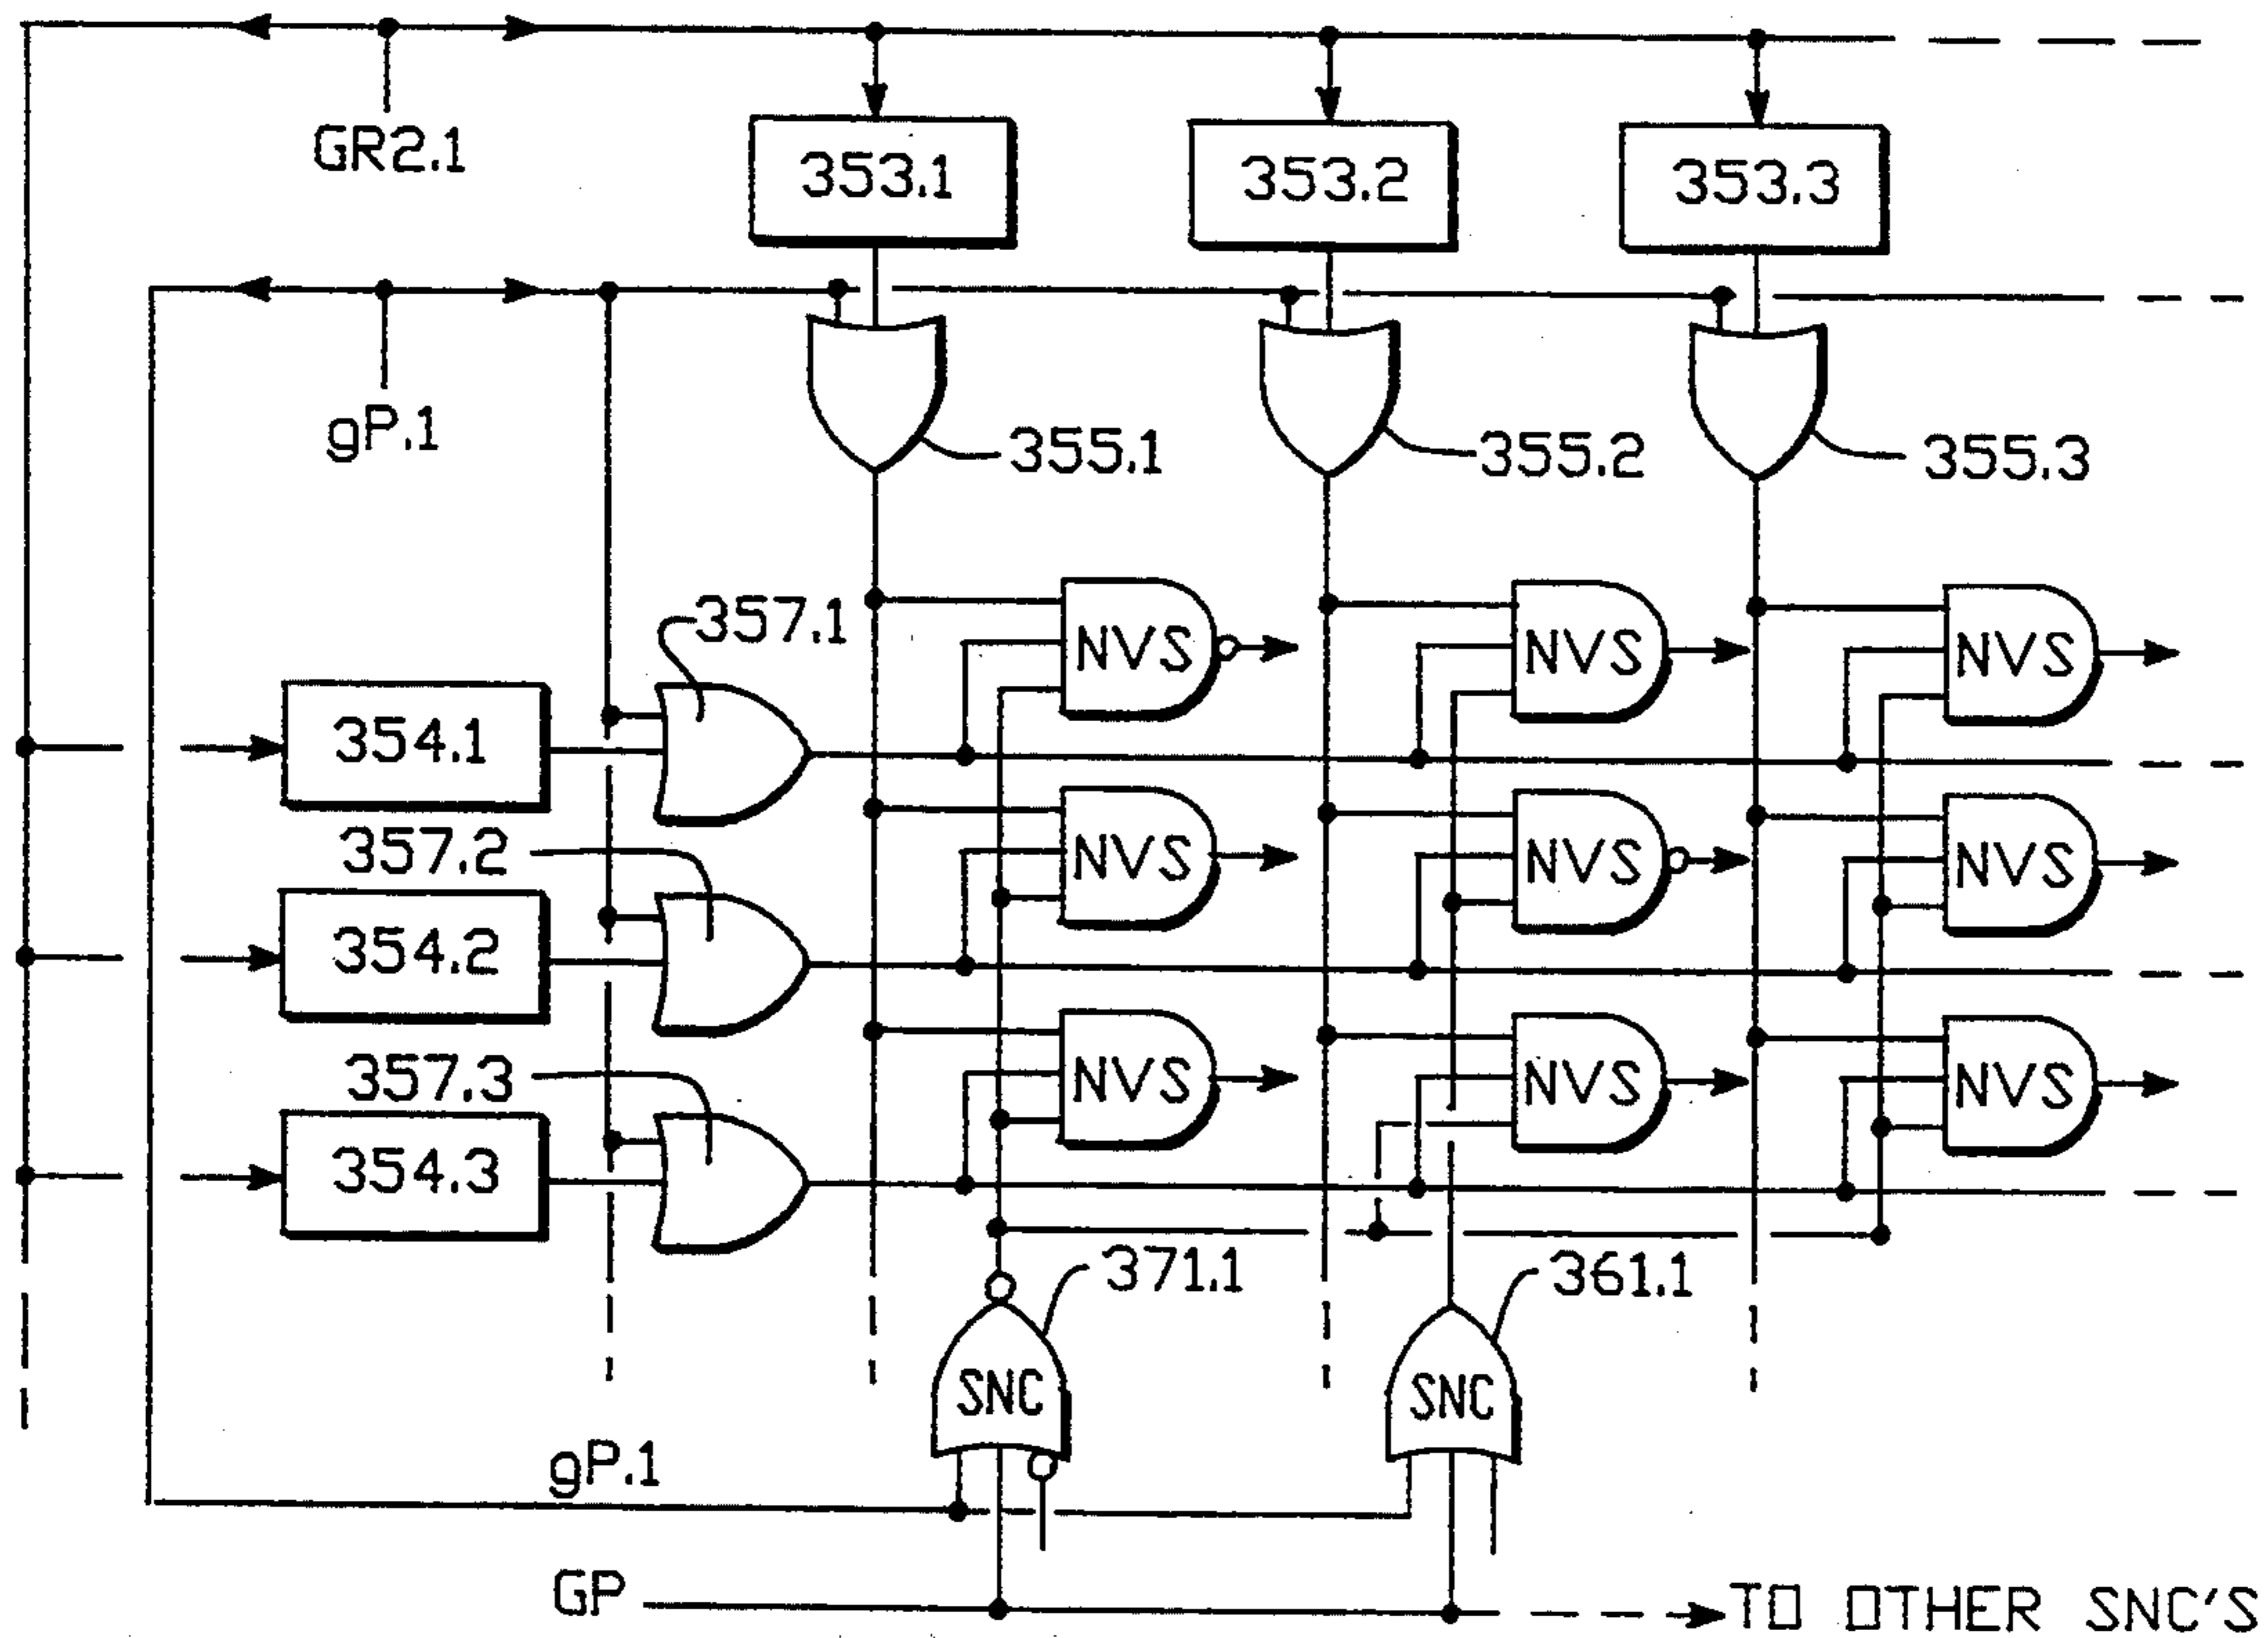 GR2.1
353.1
353.2
353.3
gP.1
355.1
355.2
355.3
357.1
NVS
NVS
NVS
354.1
357.2
NVS
NVS
NVS
354.2
357.3
NVS
NVS
NVS
354.3
371.1
361.1
SNC
SNC
gP.1
GP
TO OTHER SNC'S